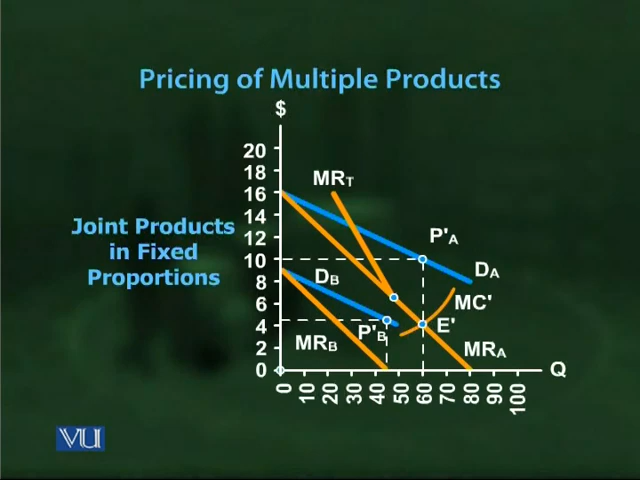 Pricing of Multiple Products
$
20
18
16
14
12
10
8
6
4
2
0
MRT
Joint Products
in Fixed
Proportions
P'A
DA
DB
MC'
P'B
E'
MRB
MRA
Q
0 10 20 30 40 50 60 70 80 90 100
VU